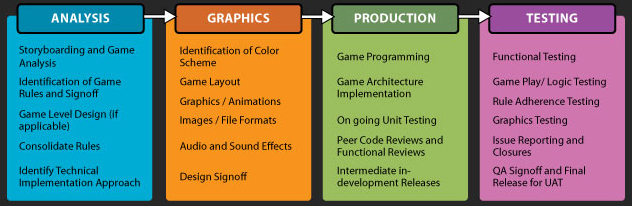 ANALYSIS
Storyboarding and Game
Analysis
Identification of Game
Rules and Signoff
Game Level Design (if
applicable)
Consolidate Rules
Identify Technical
Implementation Approach
GRAPHICS
Identification of Color
Scheme
Game Layout
Graphics / Animations
Images / File Formats
Audio and Sound Effects
Design Signoff
PRODUCTION
Game Programming
Game Architecture
Implementation
On going Unit Testing
Peer Code Reviews and
Functional Reviews
Intermediate in-
development Releases
TESTING
Functional Testing
Game Play/ Logic Testing
Rule Adherence Testing
Graphics Testing
Issue Reporting and
Closures
QA Signoff and Final
Release for UAT